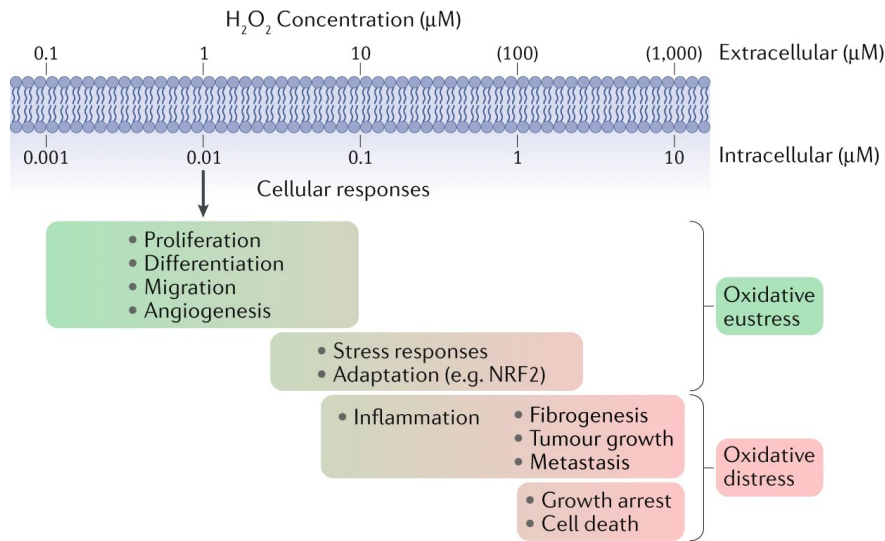 H₂O₂ Concentration (μM)
0.1 1 10 (100) (1,000) Extracellular (μM)
0.001 0.01 0.1 1 10 Intracellular (μM)
Cellular responses
• Proliferation
• Differentiation
• Migration
• Angiogenesis
Oxidative
eustress
• Stress responses
• Adaptation (e.g. NRF2)
• Inflammation
• Fibrogenesis
• Tumour growth
• Metastasis
Oxidative
distress
• Growth arrest
• Cell death